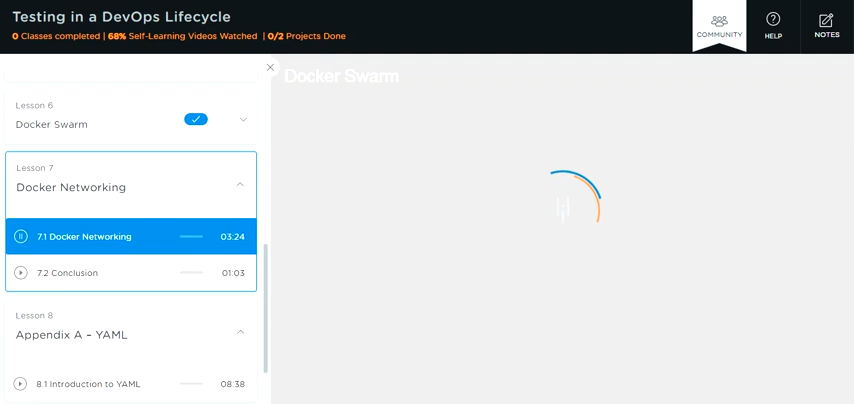 Testing in a DevOps Lifecycle
0 Classes completed | 68% Self-Learning Videos Watched | 0/2 Projects Done
COMMUNITY
HELP
NOTES
Docker Swarm
Lesson 6
Docker Swarm
Lesson 7
Docker Networking
7.1 Docker Networking 03:24
7.2 Conclusion 01:03
Lesson 8
Appendix A – YAML
8.1 Introduction to YAML 08:38